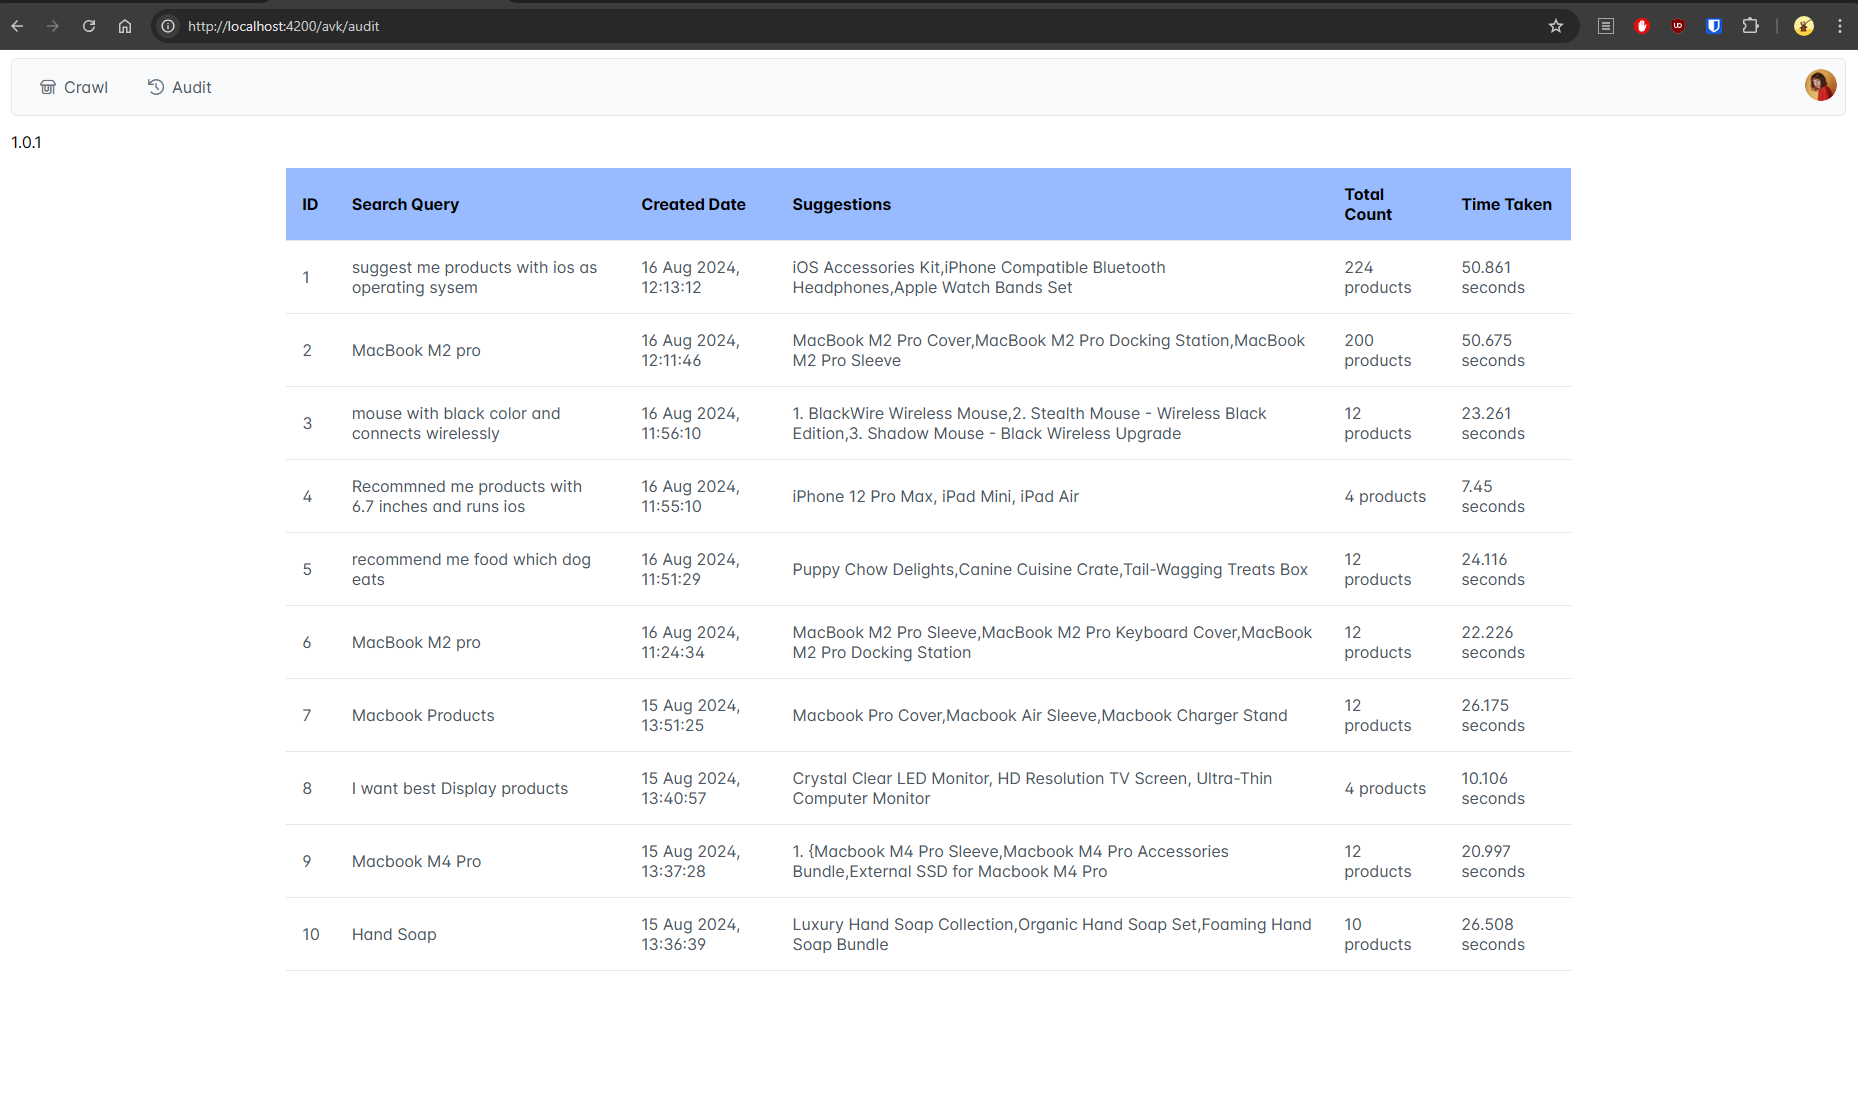 http://localhost:4200/avk/audit
Crawl Audit
1.0.1
ID Search Query Created Date Suggestions Total Count Time Taken
1 suggest me products with ios as operating sysem 16 Aug 2024, 12:13:12 iOS Accessories Kit,iPhone Compatible Bluetooth Headphones,Apple Watch Bands Set 224 products 50.861 seconds
2 MacBook M2 pro 16 Aug 2024, 12:11:46 MacBook M2 Pro Cover,MacBook M2 Pro Docking Station,MacBook M2 Pro Sleeve 200 products 50.675 seconds
3 mouse with black color and connects wirelessly 16 Aug 2024, 11:56:10 1. BlackWire Wireless Mouse,2. Stealth Mouse - Wireless Black Edition,3. Shadow Mouse - Black Wireless Upgrade 12 products 23.261 seconds
4 Recommned me products with 6.7 inches and runs ios 16 Aug 2024, 11:55:10 iPhone 12 Pro Max, iPad Mini, iPad Air 4 products 7.45 seconds
5 recommend me food which dog eats 16 Aug 2024, 11:51:29 Puppy Chow Delights,Canine Cuisine Crate,Tail-Wagging Treats Box 12 products 24.116 seconds
6 MacBook M2 pro 16 Aug 2024, 11:24:34 MacBook M2 Pro Sleeve,MacBook M2 Pro Keyboard Cover,MacBook M2 Pro Docking Station 12 products 22.226 seconds
7 Macbook Products 15 Aug 2024, 13:51:25 Macbook Pro Cover,Macbook Air Sleeve,Macbook Charger Stand 12 products 26.175 seconds
8 I want best Display products 15 Aug 2024, 13:40:57 Crystal Clear LED Monitor, HD Resolution TV Screen, Ultra-Thin Computer Monitor 4 products 10.106 seconds
9 Macbook M4 Pro 15 Aug 2024, 13:37:28 1. {Macbook M4 Pro Sleeve,Macbook M4 Pro Accessories Bundle,External SSD for Macbook M4 Pro 12 products 20.997 seconds
10 Hand Soap 15 Aug 2024, 13:36:39 Luxury Hand Soap Collection,Organic Hand Soap Set,Foaming Hand Soap Bundle 10 products 26.508 seconds